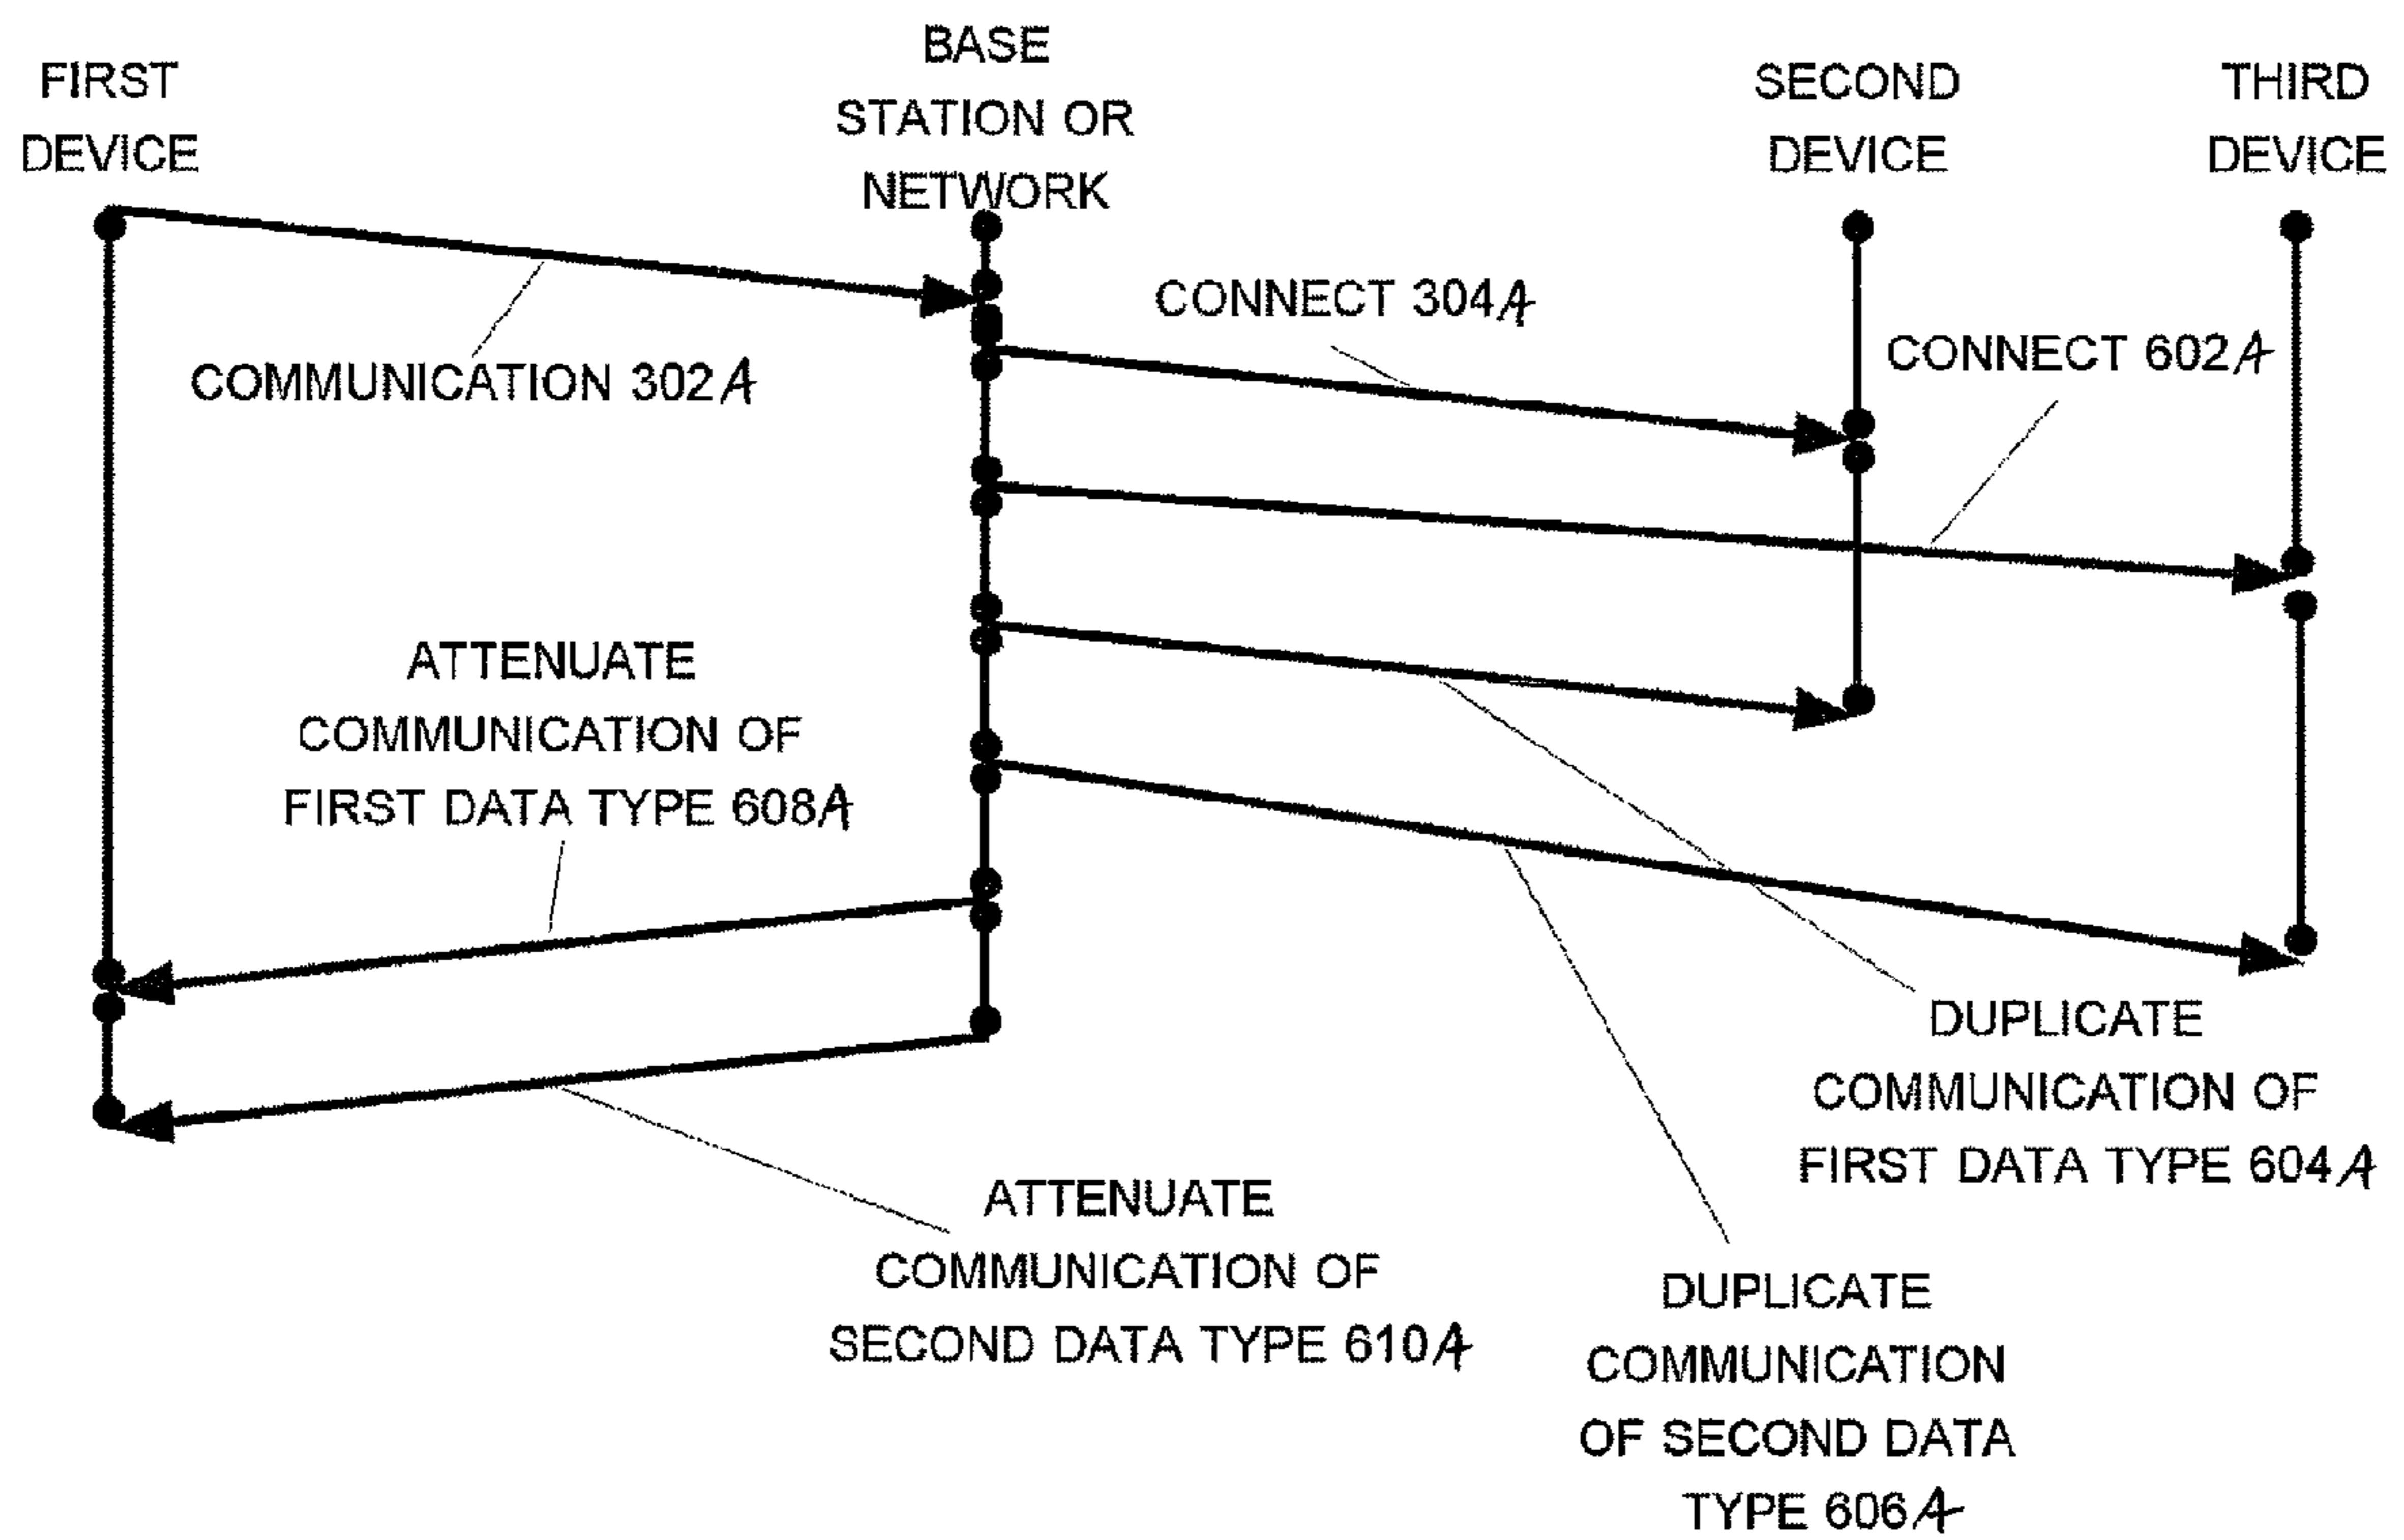 FIRST
DEVICE
BASE
STATION OR
NETWORK
SECOND
DEVICE
THIRD
DEVICE
COMMUNICATION 302A
CONNECT 304A
CONNECT 602A
ATTENUATE
COMMUNICATION OF
FIRST DATA TYPE 608A
DUPLICATE
COMMUNICATION OF
FIRST DATA TYPE 604A
ATTENUATE
COMMUNICATION OF
SECOND DATA TYPE 610A
DUPLICATE
COMMUNICATION
OF SECOND DATA
TYPE 606A